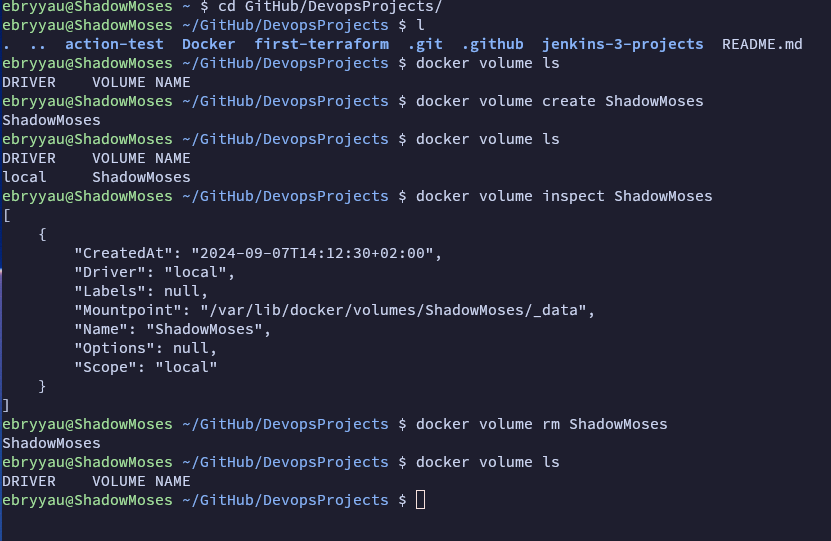 ebryyau@ShadowMoses ~ $ cd GitHub/DevopsProjects/
ebryyau@ShadowMoses ~/GitHub/DevopsProjects $ l
.  ..  action-test  Docker  first-terraform  .git  .github  jenkins-3-projects  README.md
ebryyau@ShadowMoses ~/GitHub/DevopsProjects $ docker volume ls
DRIVER    VOLUME NAME
ebryyau@ShadowMoses ~/GitHub/DevopsProjects $ docker volume create ShadowMoses
ShadowMoses
ebryyau@ShadowMoses ~/GitHub/DevopsProjects $ docker volume ls
DRIVER    VOLUME NAME
local     ShadowMoses
ebryyau@ShadowMoses ~/GitHub/DevopsProjects $ docker volume inspect ShadowMoses
[
    {
        "CreatedAt": "2024-09-07T14:12:30+02:00",
        "Driver": "local",
        "Labels": null,
        "Mountpoint": "/var/lib/docker/volumes/ShadowMoses/_data",
        "Name": "ShadowMoses",
        "Options": null,
        "Scope": "local"
    }
]
ebryyau@ShadowMoses ~/GitHub/DevopsProjects $ docker volume rm ShadowMoses
ShadowMoses
ebryyau@ShadowMoses ~/GitHub/DevopsProjects $ docker volume ls
DRIVER    VOLUME NAME
ebryyau@ShadowMoses ~/GitHub/DevopsProjects $